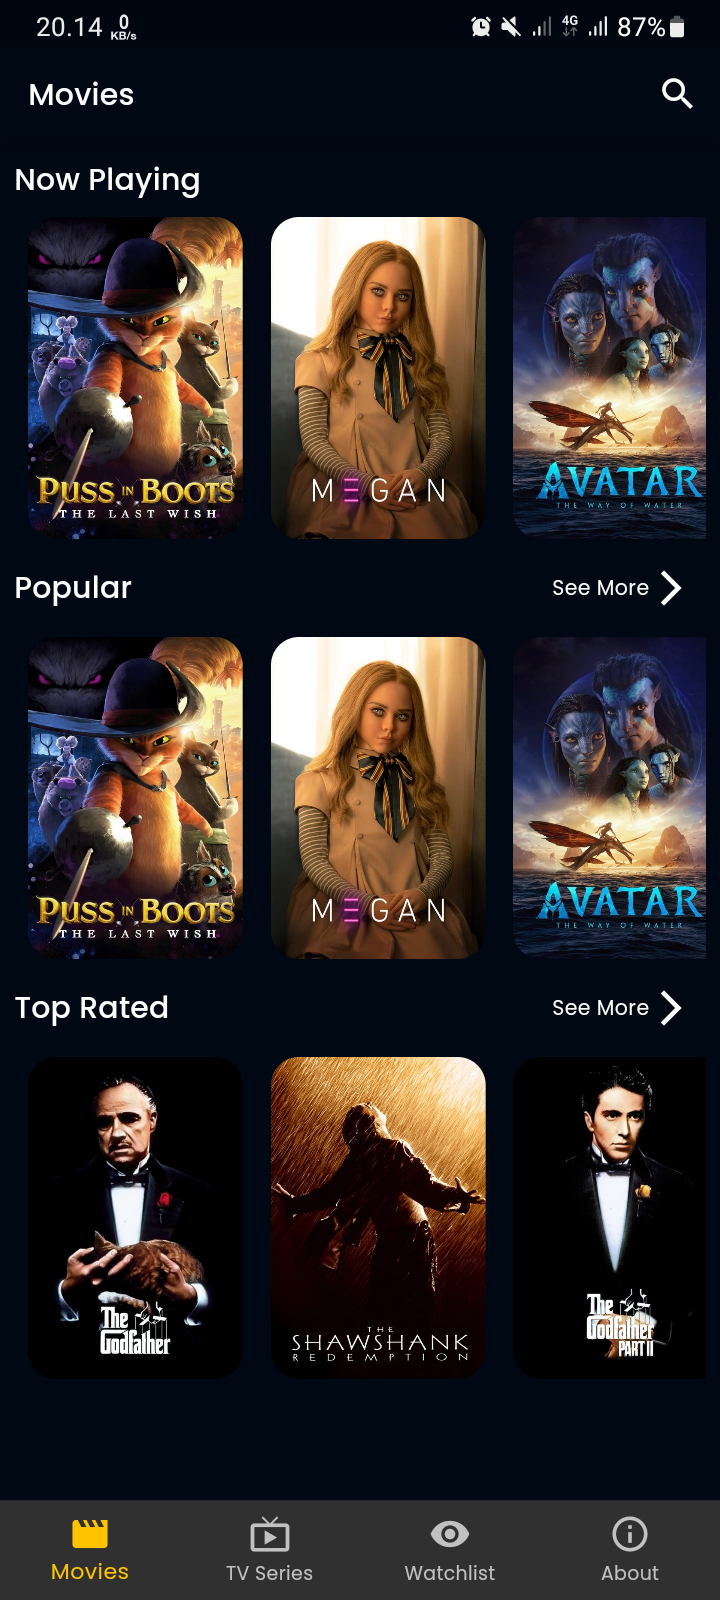 20.14 0 KB/s 4G 87%
Movies
Now Playing
PUSS IN BOOTS
THE LAST WISH
MEGAN
AVATAR
THE WAY OF WATER
Popular See More
PUSS IN BOOTS
THE LAST WISH
MEGAN
AVATAR
THE WAY OF WATER
Top Rated See More
The
Godfather
THE
SHAWSHANK
REDEMPTION
The
Godfather
PART II
Movies TV Series Watchlist About